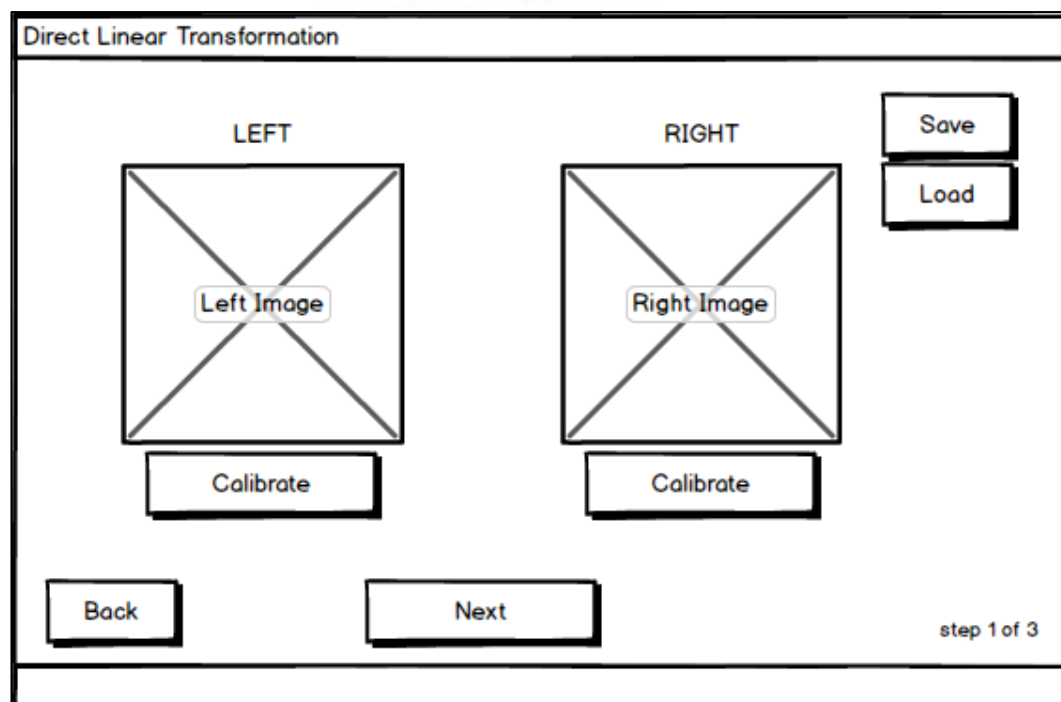 Direct Linear Transformation
LEFT
RIGHT
Save
Load
Left Image
Right Image
Calibrate
Calibrate
Back
Next
step 1 of 3